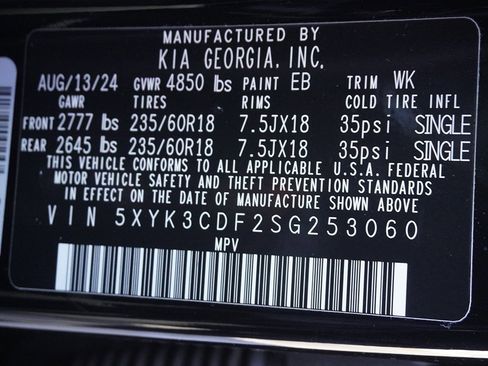 MANUFACTURED BY
KIA GEORGIA, INC.
AUG/13/24 GVWR 4850 lbs PAINT EB TRIM WK
GAWR TIRES RIMS COLD TIRE INFL
FRONT 2777 lbs 235/60R18 7.5JX18 35psi SINGLE
REAR 2645 lbs 235/60R18 7.5JX18 35psi SINGLE
THIS VEHICLE CONFORMS TO ALL APPLICABLE U.S.A. FEDERAL
MOTOR VEHICLE SAFETY AND THEFT PREVENTION STANDARDS
IN EFFECT ON THE DATE OF MANUFACTURE SHOWN ABOVE
VIN 5XYK3CDF2SG253060
MPV